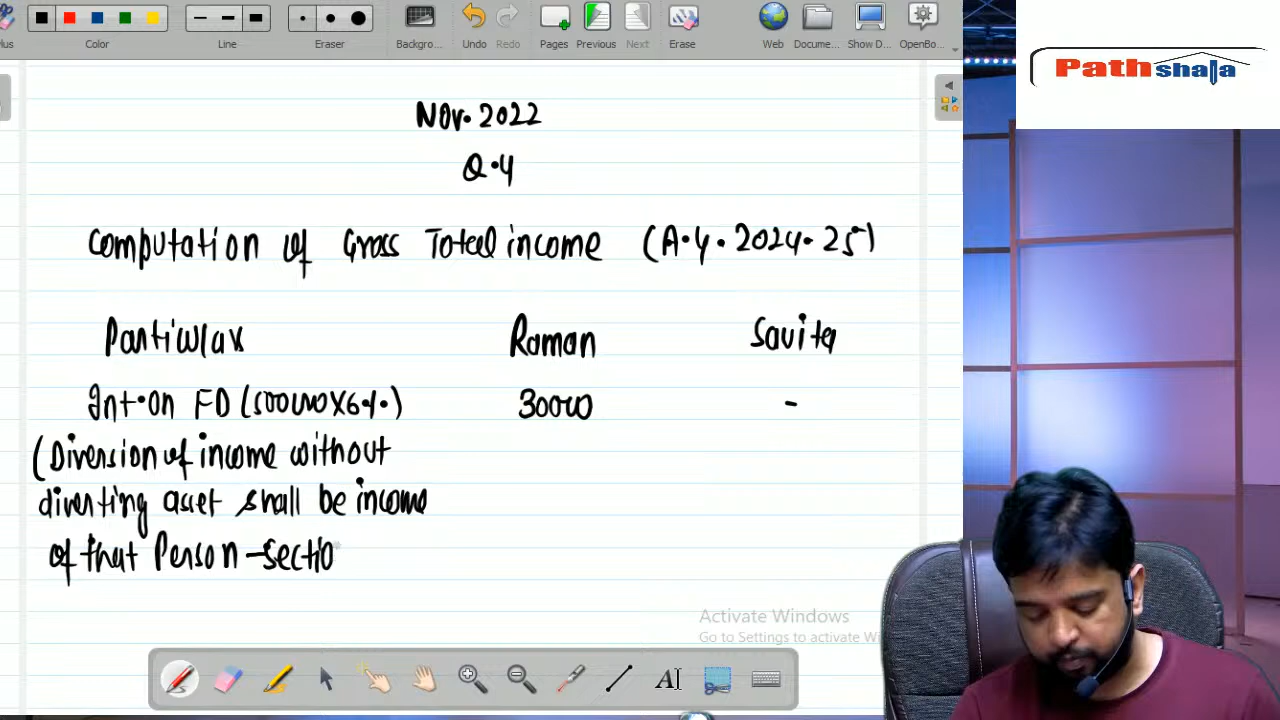 Color
Line
Eraser
Backgro...
Undo
Redo
Pages
Previous
Next
Erase
Web
Docume...
Show D...
OpenBo...
Pathshala
Nov. 2022
Q.4
Computation of Gross Total income (A.Y. 2024-25)
Particular Raman Savita
Int. on FD (500000X6%) 30000 -
(Diversion of income without
diverting asset shall be income
of that Person - sectio
Activate Windows
Go to Settings to activate Wi